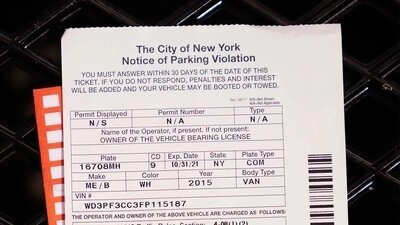 The City of New York
Notice of Parking Violation
YOU MUST ANSWER WITHIN 30 DAYS OF THE DATE OF THIS
TICKET. IF YOU DO NOT RESPOND, PENALTIES AND INTEREST
WILL BE ADDED AND YOUR VEHICLE MAY BE BOOTED OR TOWED.
N/S=Not Shown
N/A=Not Applicable
Permit Displayed Permit Number Type
N/S N/A N/A
Name of the Operator, if present. If not present:
OWNER OF THE VEHICLE BEARING LICENSE
Plate CD Exp. Date State Plate Type
16708MH 9 10/31/21 NY COM
Make Color Year Body Type
ME/B WH 2015 VAN
VIN #
WD3PF3CC3FP115187
THE OPERATOR AND OWNER OF THE ABOVE VEHICLE ARE CHARGED AS FOLLOWS: